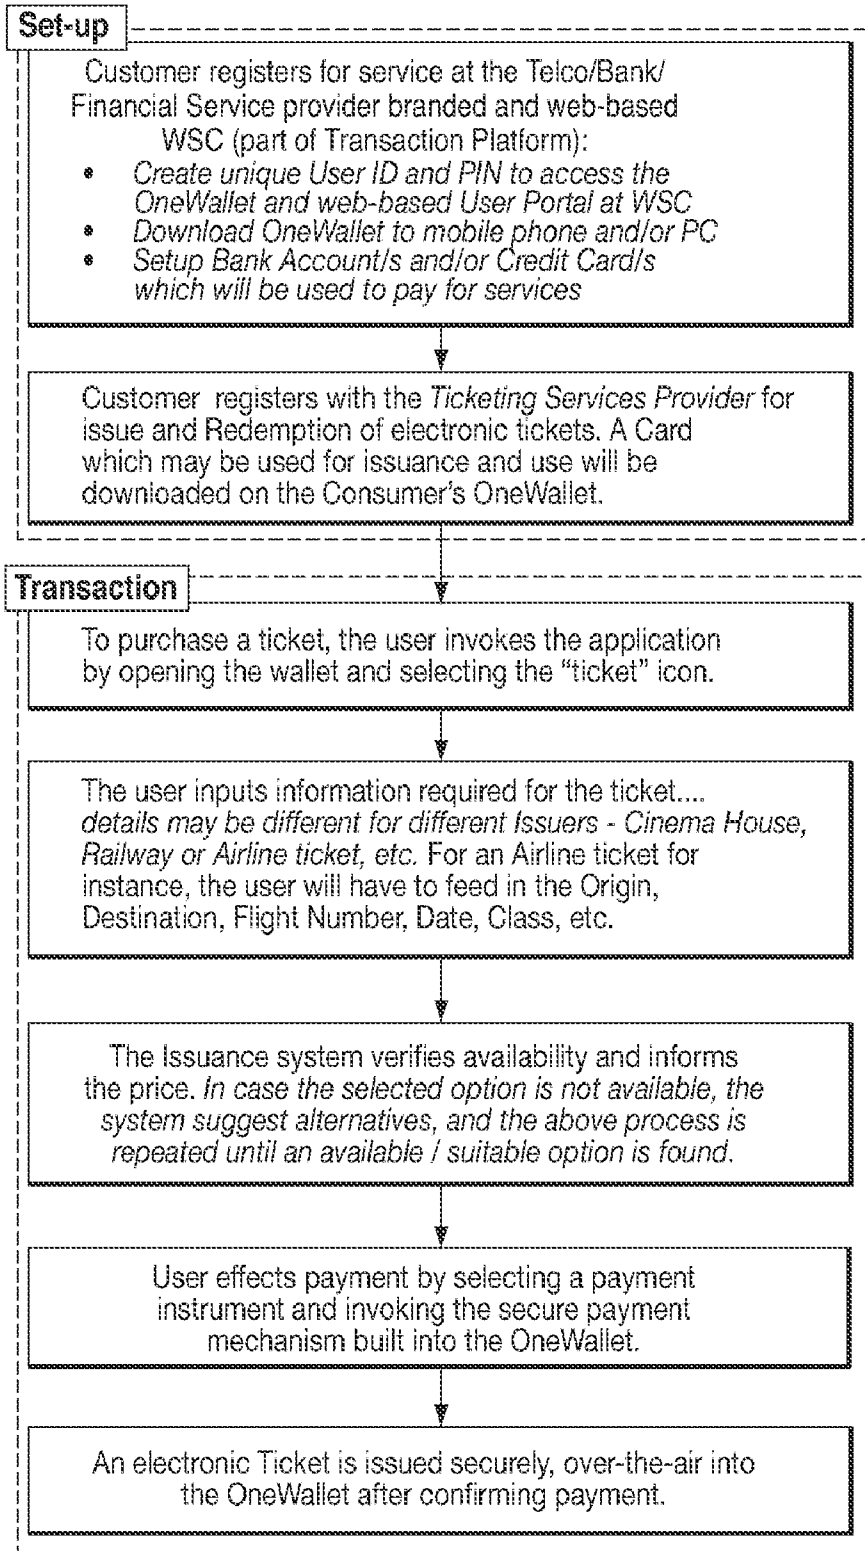 Set-up
Customer registers for service at the Telco/Bank/
Financial Service provider branded and web-based
WSC (part of Transaction Platform):
• Create unique User ID and PIN to access the
OneWallet and web-based User Portal at WSC
• Download OneWallet to mobile phone and/or PC
• Setup Bank Account/s and/or Credit Card/s
which will be used to pay for services
Customer registers with the Ticketing Services Provider for
issue and Redemption of electronic tickets. A Card
which may be used for issuance and use will be
downloaded on the Consumer's OneWallet.
Transaction
To purchase a ticket, the user invokes the application
by opening the wallet and selecting the “ticket” icon.
The user inputs information required for the ticket....
details may be different for different Issuers - Cinema House,
Railway or Airline ticket, etc. For an Airline ticket for
instance, the user will have to feed in the Origin,
Destination, Flight Number, Date, Class, etc.
The Issuance system verifies availability and informs
the price. In case the selected option is not available, the
system suggest alternatives, and the above process is
repeated until an available / suitable option is found.
User effects payment by selecting a payment
instrument and invoking the secure payment
mechanism built into the OneWallet.
An electronic Ticket is issued securely, over-the-air into
the OneWallet after confirming payment.